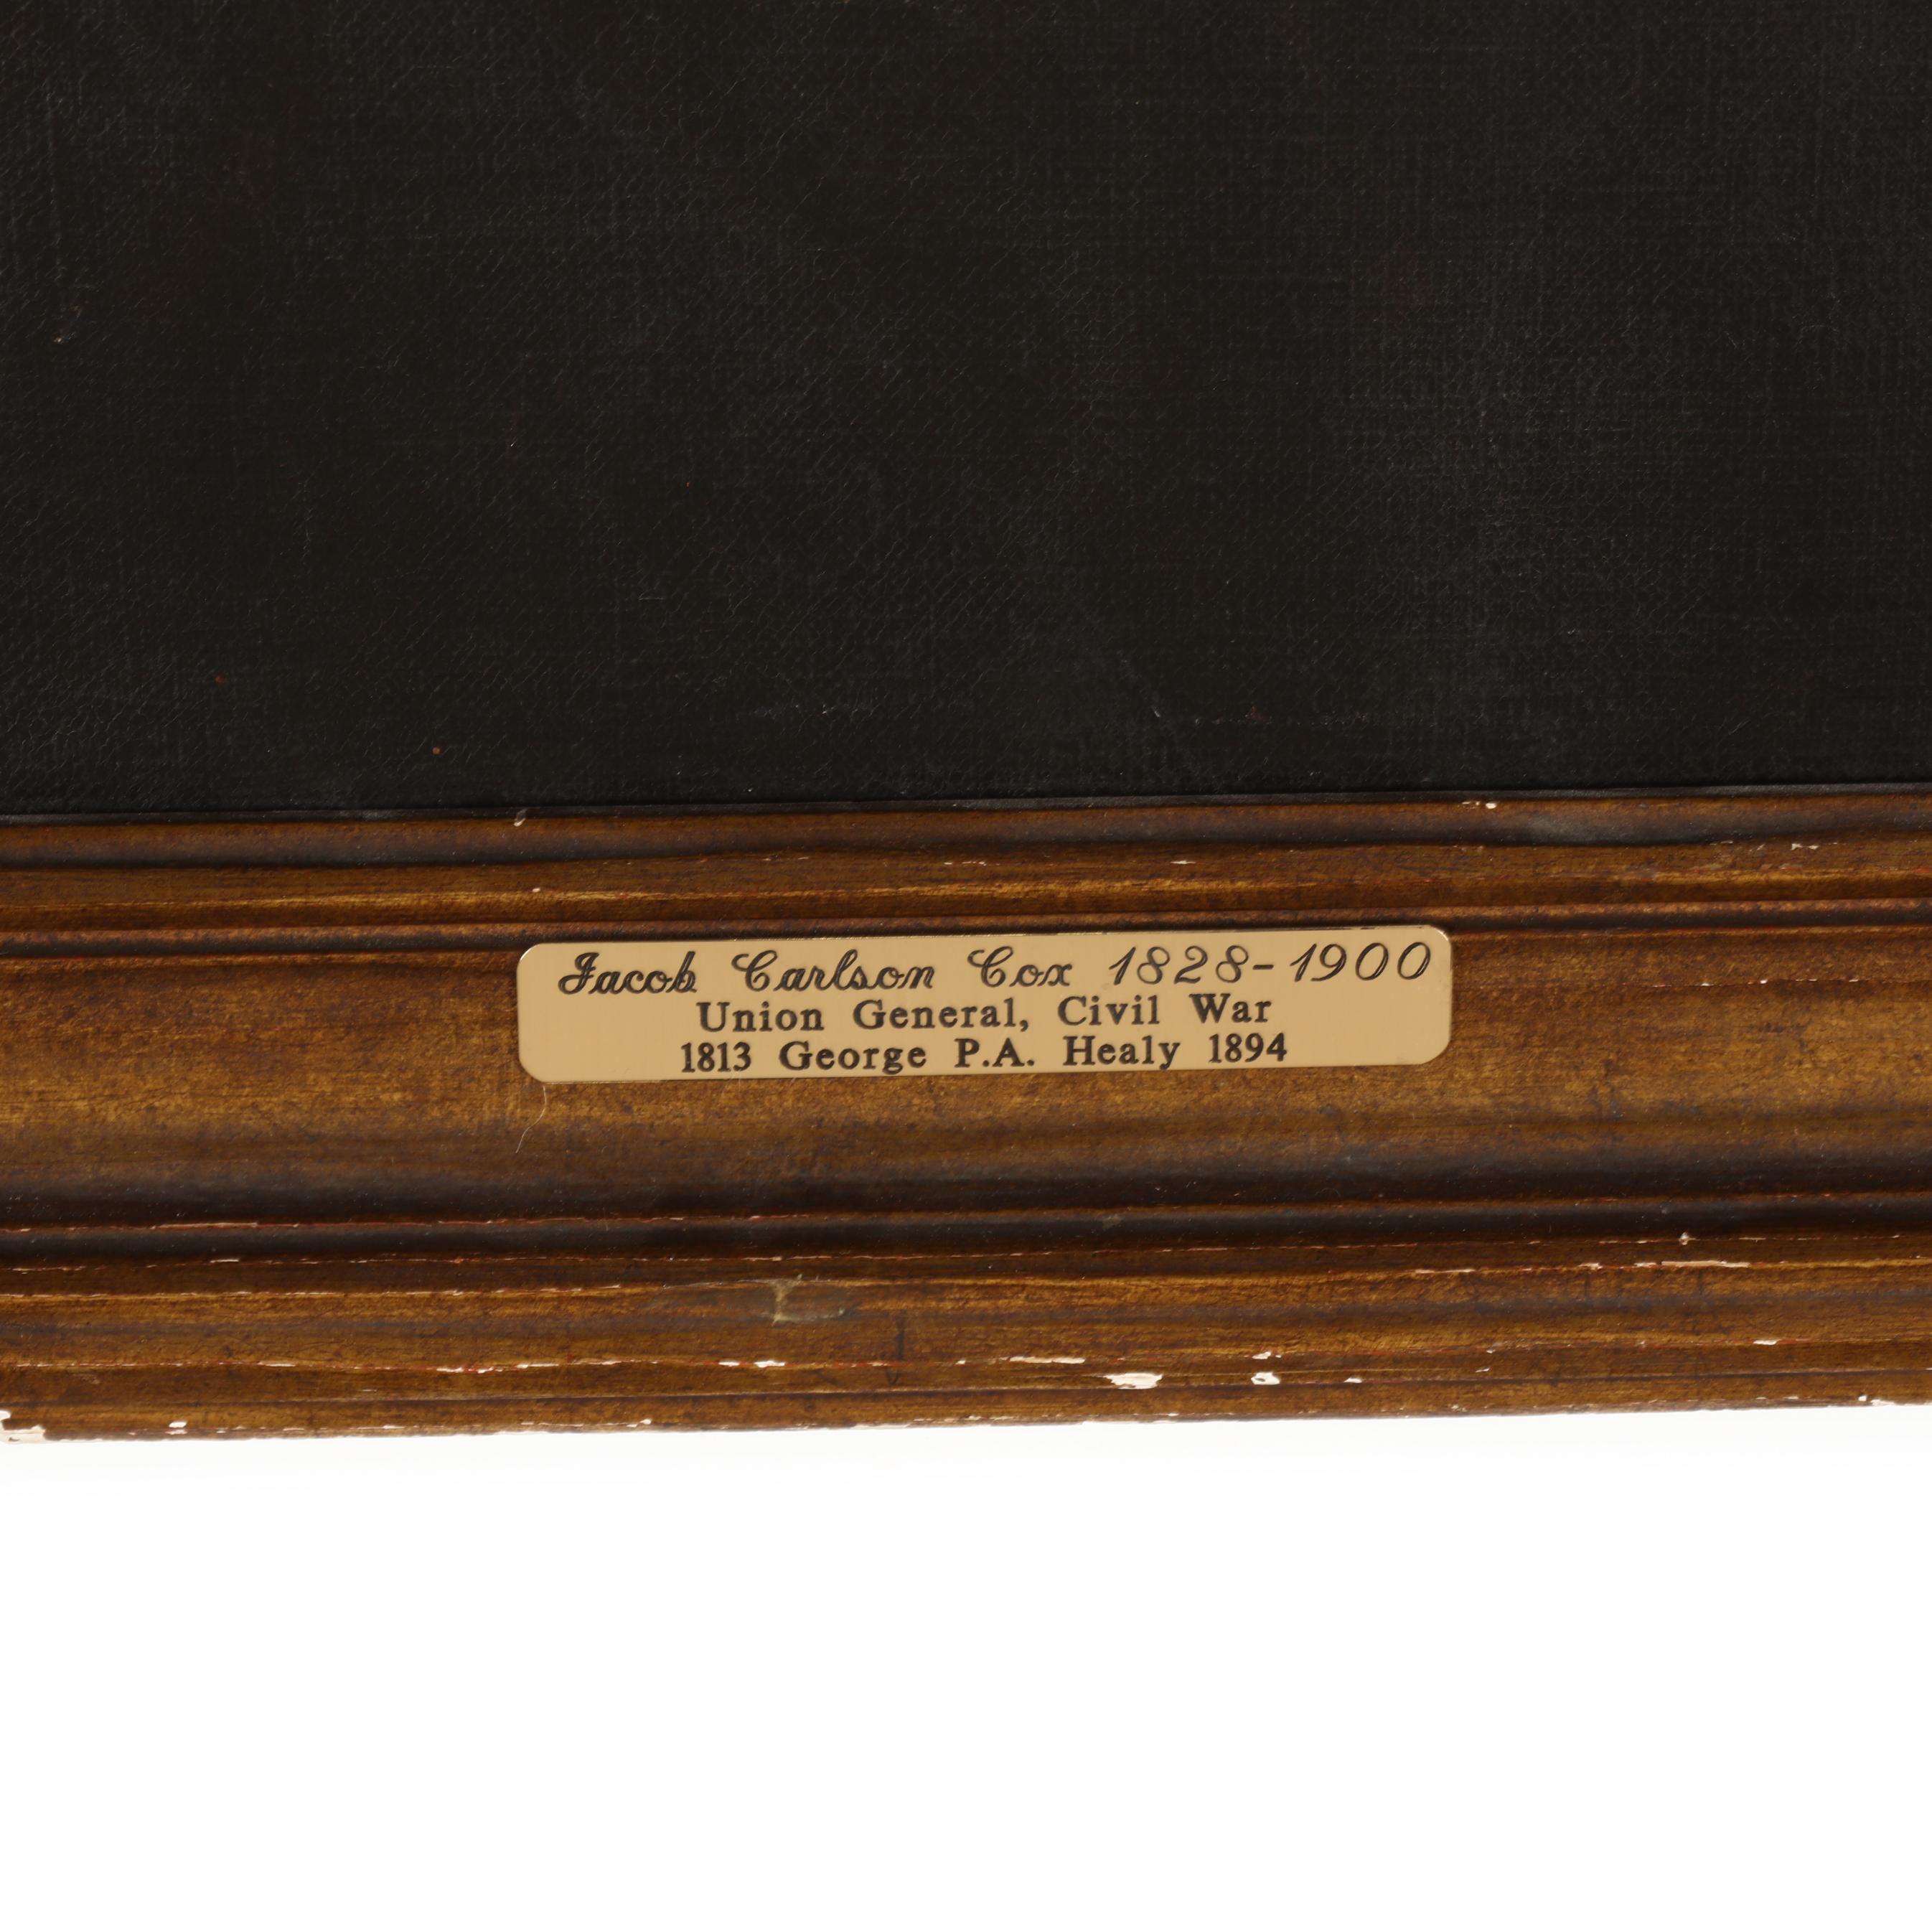 Jacob Carlson Cox 1828-1900
Union General, Civil War
1813 George P.A. Healy 1894